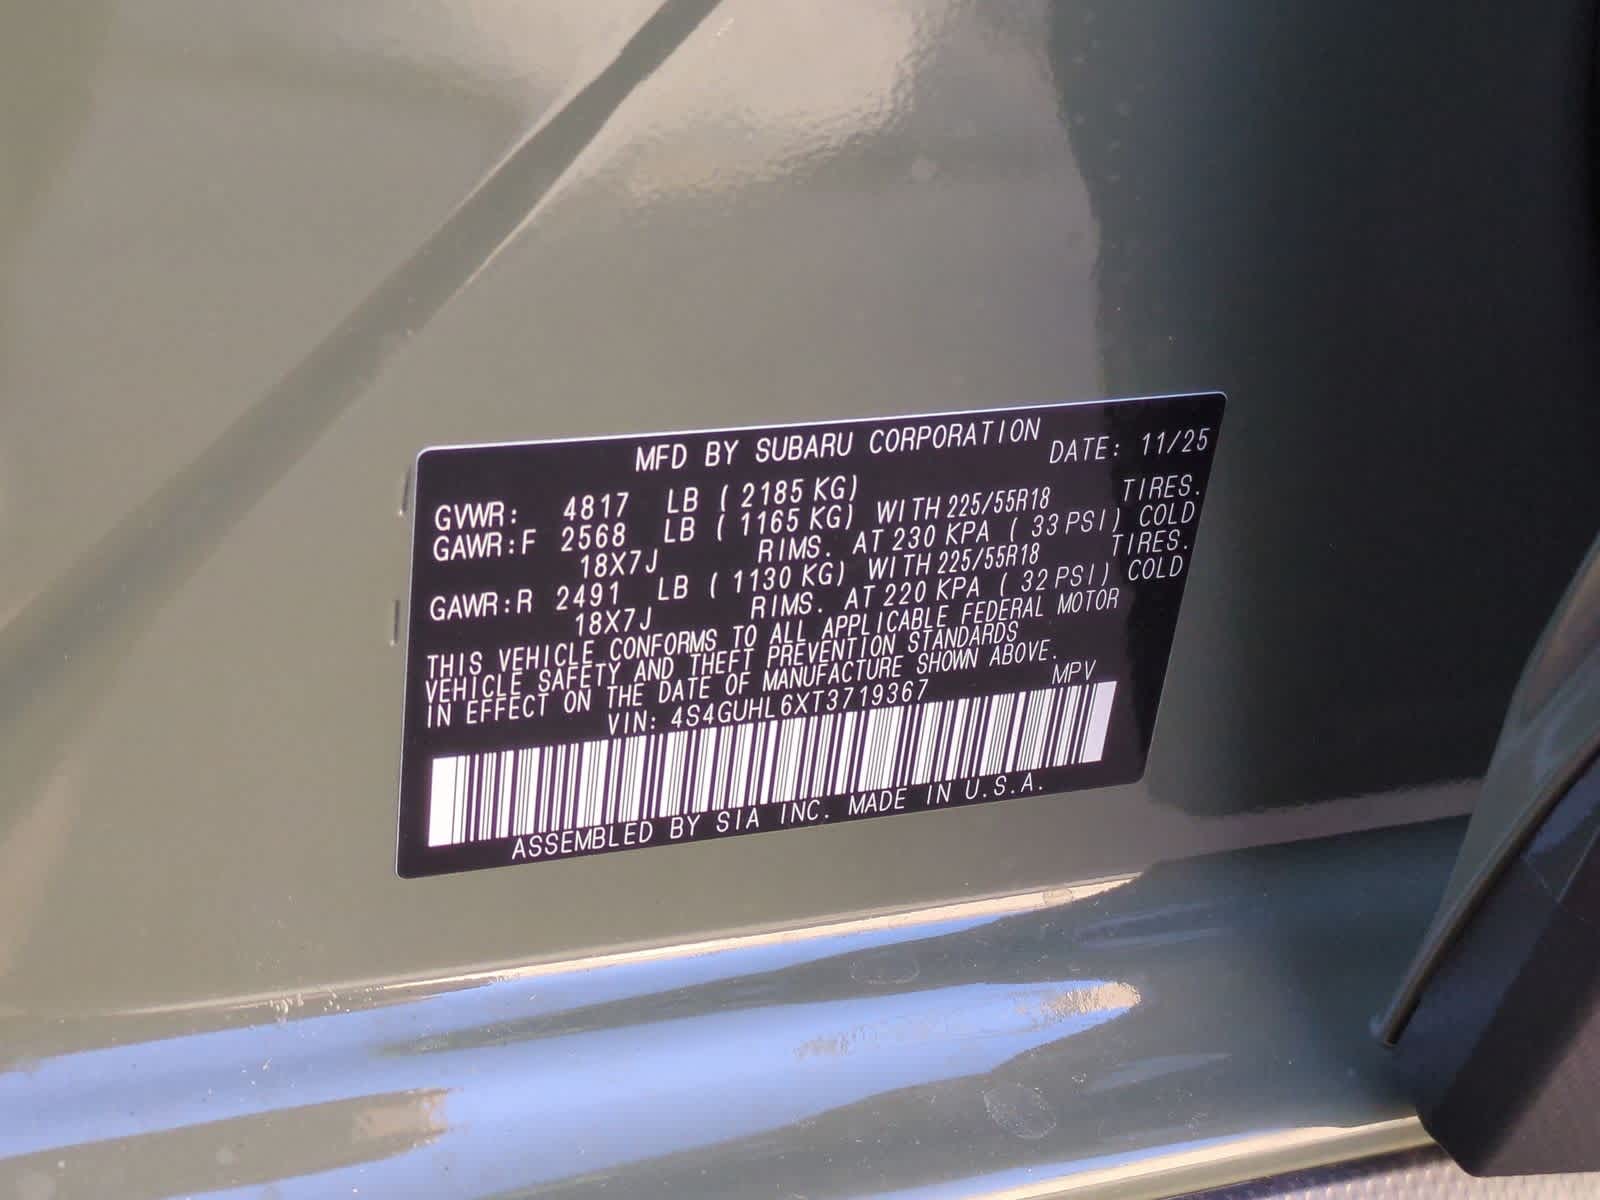 MFD BY SUBARU CORPORATION DATE: 11/25
GVWR: 4817 LB ( 2185 KG)
GAWR:F 2568 LB ( 1165 KG) WITH 225/55R18 TIRES.
18X7J RIMS. AT 230 KPA ( 33 PSI) COLD
GAWR:R 2491 LB ( 1130 KG) WITH 225/55R18 TIRES.
18X7J RIMS. AT 220 KPA ( 32 PSI) COLD
THIS VEHICLE CONFORMS TO ALL APPLICABLE FEDERAL MOTOR
VEHICLE SAFETY AND THEFT PREVENTION STANDARDS
IN EFFECT ON THE DATE OF MANUFACTURE SHOWN ABOVE.
VIN: 4S4GUHL6XT3719367 MPV
ASSEMBLED BY SIA INC. MADE IN U.S.A.